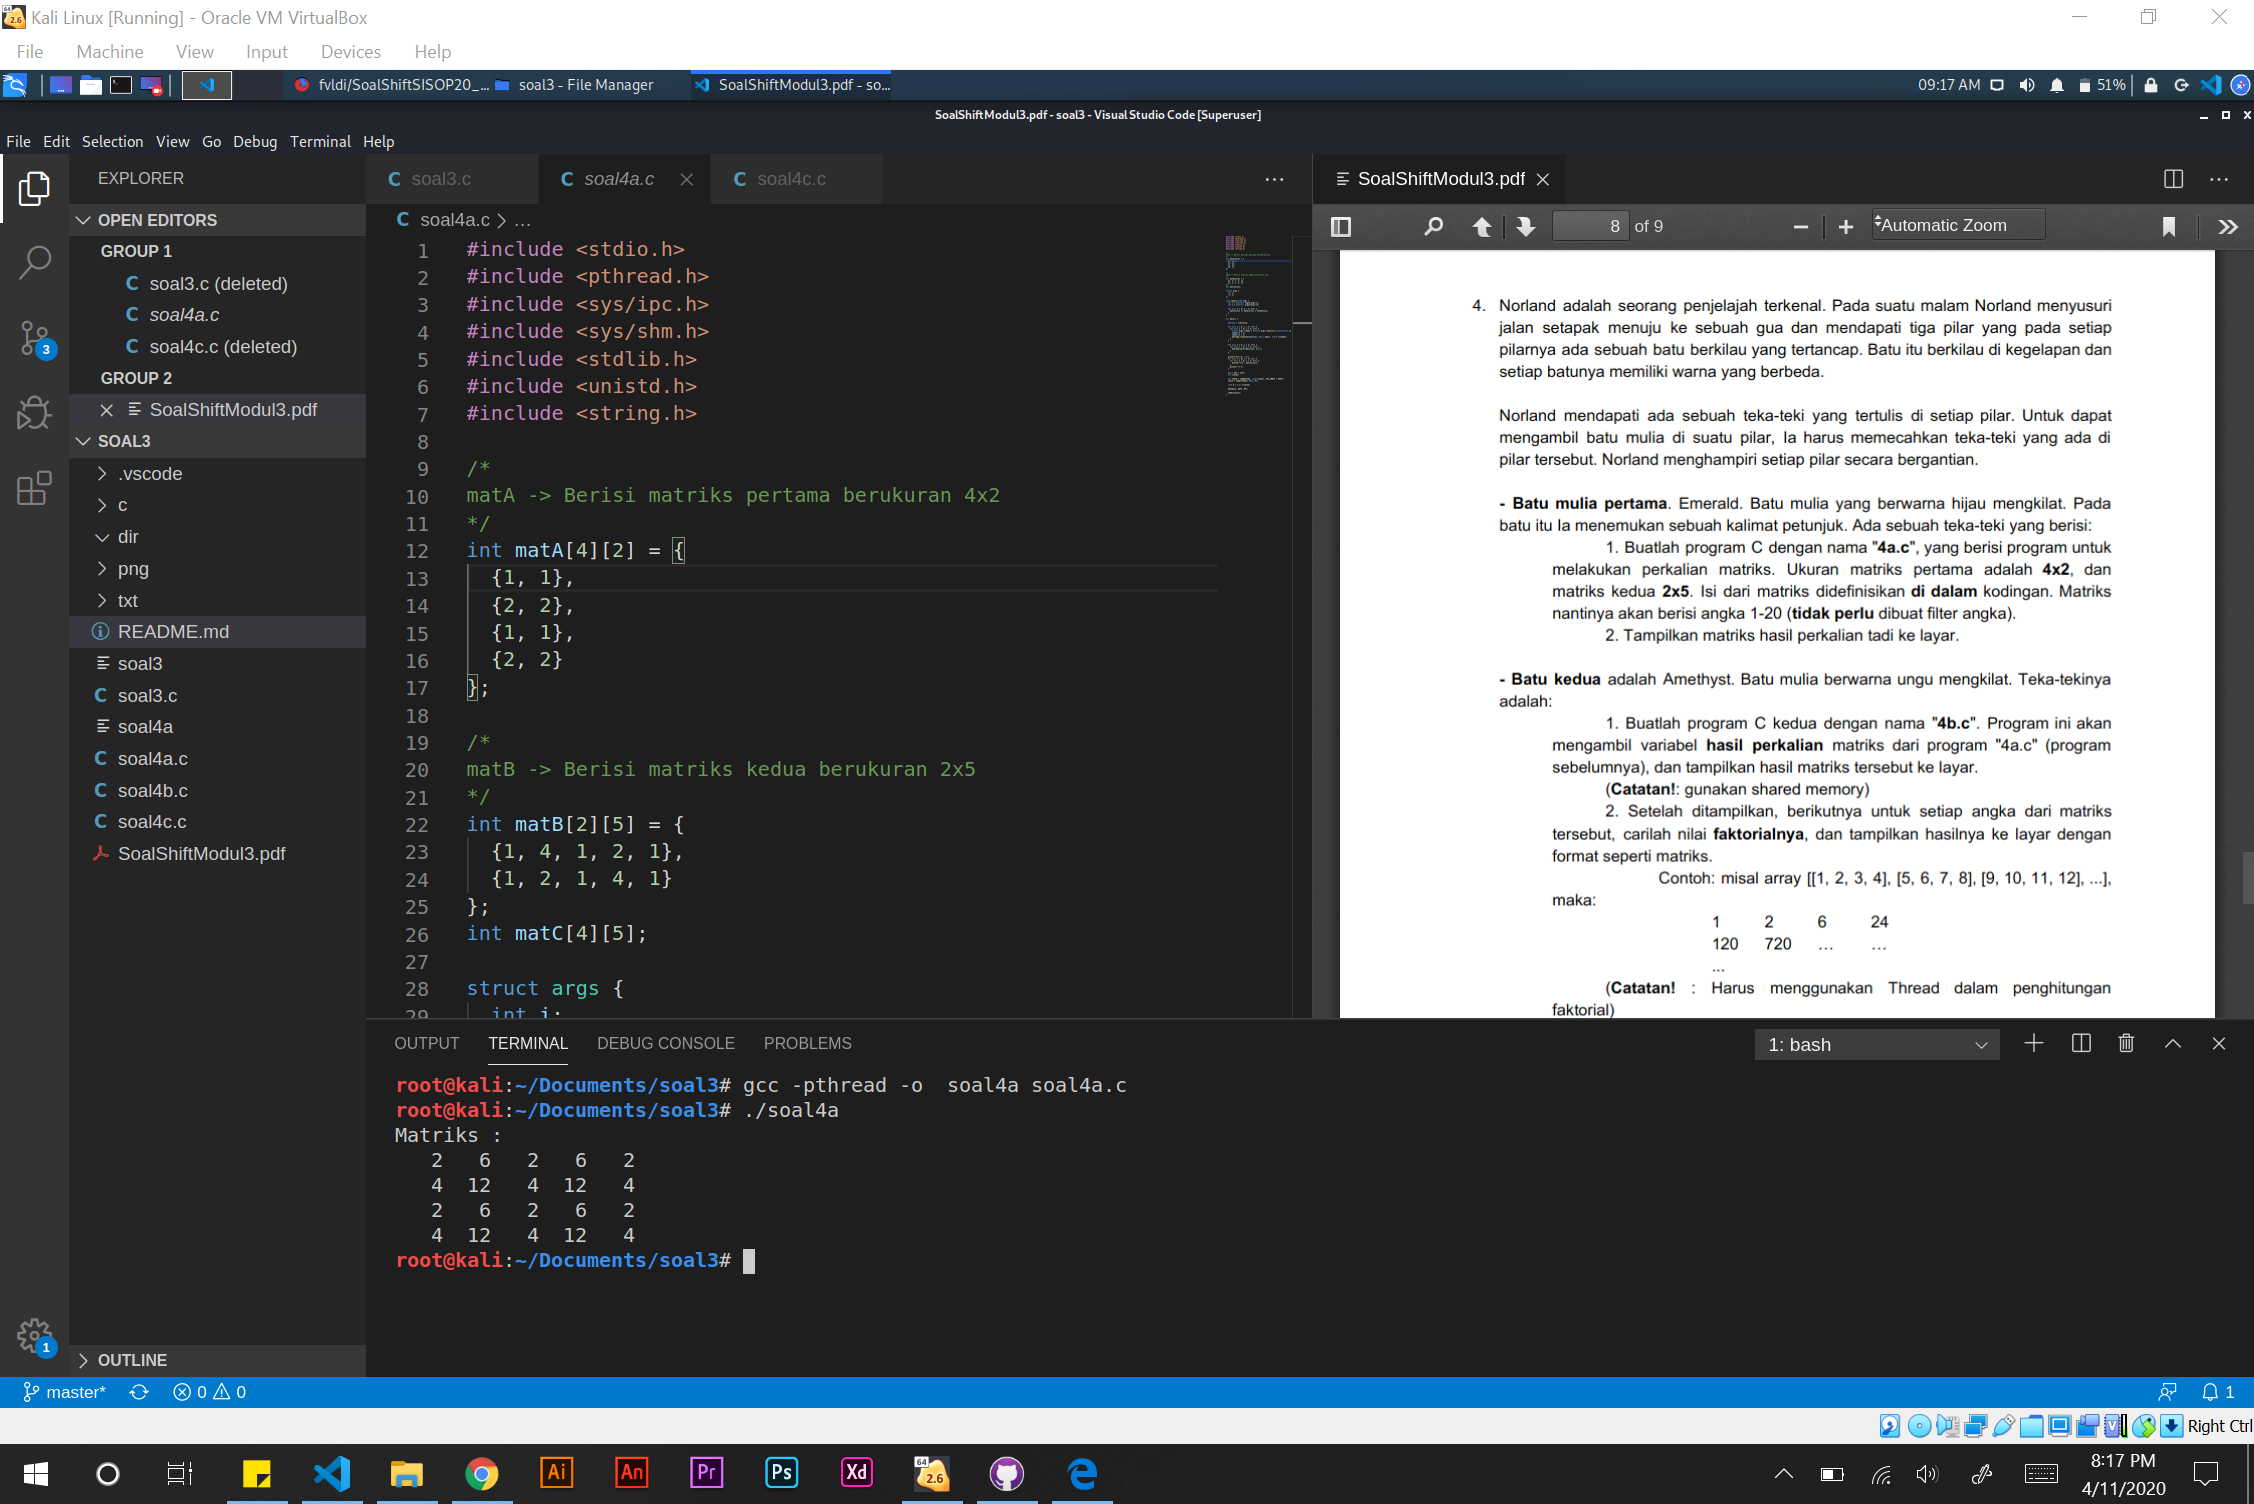 Kali Linux [Running] - Oracle VM VirtualBox
File Machine View Input Devices Help
fvldi/SoalShiftSISOP20_... soal3 - File Manager SoalShiftModul3.pdf - so... 09:17 AM 51%
SoalShiftModul3.pdf - soal3 - Visual Studio Code [Superuser]
File Edit Selection View Go Debug Terminal Help
EXPLORER
OPEN EDITORS
GROUP 1
C soal3.c (deleted)
C soal4a.c
C soal4c.c (deleted)
GROUP 2
SoalShiftModul3.pdf
SOAL3
.vscode
c
dir
png
txt
README.md
soal3
C soal3.c
soal4a
C soal4a.c
C soal4b.c
C soal4c.c
SoalShiftModul3.pdf
OUTLINE
3
1
C soal3.c C soal4a.c C soal4c.c ...
C soal4a.c > ...
1 #include <stdio.h>
2 #include <pthread.h>
3 #include <sys/ipc.h>
4 #include <sys/shm.h>
5 #include <stdlib.h>
6 #include <unistd.h>
7 #include <string.h>
8
9 /*
10 matA -> Berisi matriks pertama berukuran 4x2
11 */
12 int matA[4][2] = {
13 {1, 1},
14 {2, 2},
15 {1, 1},
16 {2, 2}
17 };
18
19 /*
20 matB -> Berisi matriks kedua berukuran 2x5
21 */
22 int matB[2][5] = {
23 {1, 4, 1, 2, 1},
24 {1, 2, 1, 4, 1}
25 };
26 int matC[4][5];
27
28 struct args {
29 int i;
SoalShiftModul3.pdf ...
8 of 9 Automatic Zoom
4. Norland adalah seorang penjelajah terkenal. Pada suatu malam Norland menyusuri
jalan setapak menuju ke sebuah gua dan mendapati tiga pilar yang pada setiap
pilarnya ada sebuah batu berkilau yang tertancap. Batu itu berkilau di kegelapan dan
setiap batunya memiliki warna yang berbeda.
Norland mendapati ada sebuah teka-teki yang tertulis di setiap pilar. Untuk dapat
mengambil batu mulia di suatu pilar, Ia harus memecahkan teka-teki yang ada di
pilar tersebut. Norland menghampiri setiap pilar secara bergantian.
- Batu mulia pertama. Emerald. Batu mulia yang berwarna hijau mengkilat. Pada
batu itu Ia menemukan sebuah kalimat petunjuk. Ada sebuah teka-teki yang berisi:
1. Buatlah program C dengan nama "4a.c", yang berisi program untuk
melakukan perkalian matriks. Ukuran matriks pertama adalah 4x2, dan
matriks kedua 2x5. Isi dari matriks didefinisikan di dalam kodingan. Matriks
nantinya akan berisi angka 1-20 (tidak perlu dibuat filter angka).
2. Tampilkan matriks hasil perkalian tadi ke layar.
- Batu kedua adalah Amethyst. Batu mulia berwarna ungu mengkilat. Teka-tekinya
adalah:
1. Buatlah program C kedua dengan nama "4b.c". Program ini akan
mengambil variabel hasil perkalian matriks dari program "4a.c" (program
sebelumnya), dan tampilkan hasil matriks tersebut ke layar.
(Catatan!: gunakan shared memory)
2. Setelah ditampilkan, berikutnya untuk setiap angka dari matriks
tersebut, carilah nilai faktorialnya, dan tampilkan hasilnya ke layar dengan
format seperti matriks.
Contoh: misal array [[1, 2, 3, 4], [5, 6, 7, 8], [9, 10, 11, 12], ...],
maka:
1 2 6 24
120 720 ... ...
...
(Catatan! : Harus menggunakan Thread dalam penghitungan
faktorial)
OUTPUT TERMINAL DEBUG CONSOLE PROBLEMS 1: bash
root@kali:~/Documents/soal3# gcc -pthread -o  soal4a soal4a.c
root@kali:~/Documents/soal3# ./soal4a
Matriks :
2 6 2 6 2
4 12 4 12 4
2 6 2 6 2
4 12 4 12 4
root@kali:~/Documents/soal3#
master* 0 0 1
Right Ctrl
Ai An Pr Ps Xd 64 2.6 8:17 PM
4/11/2020